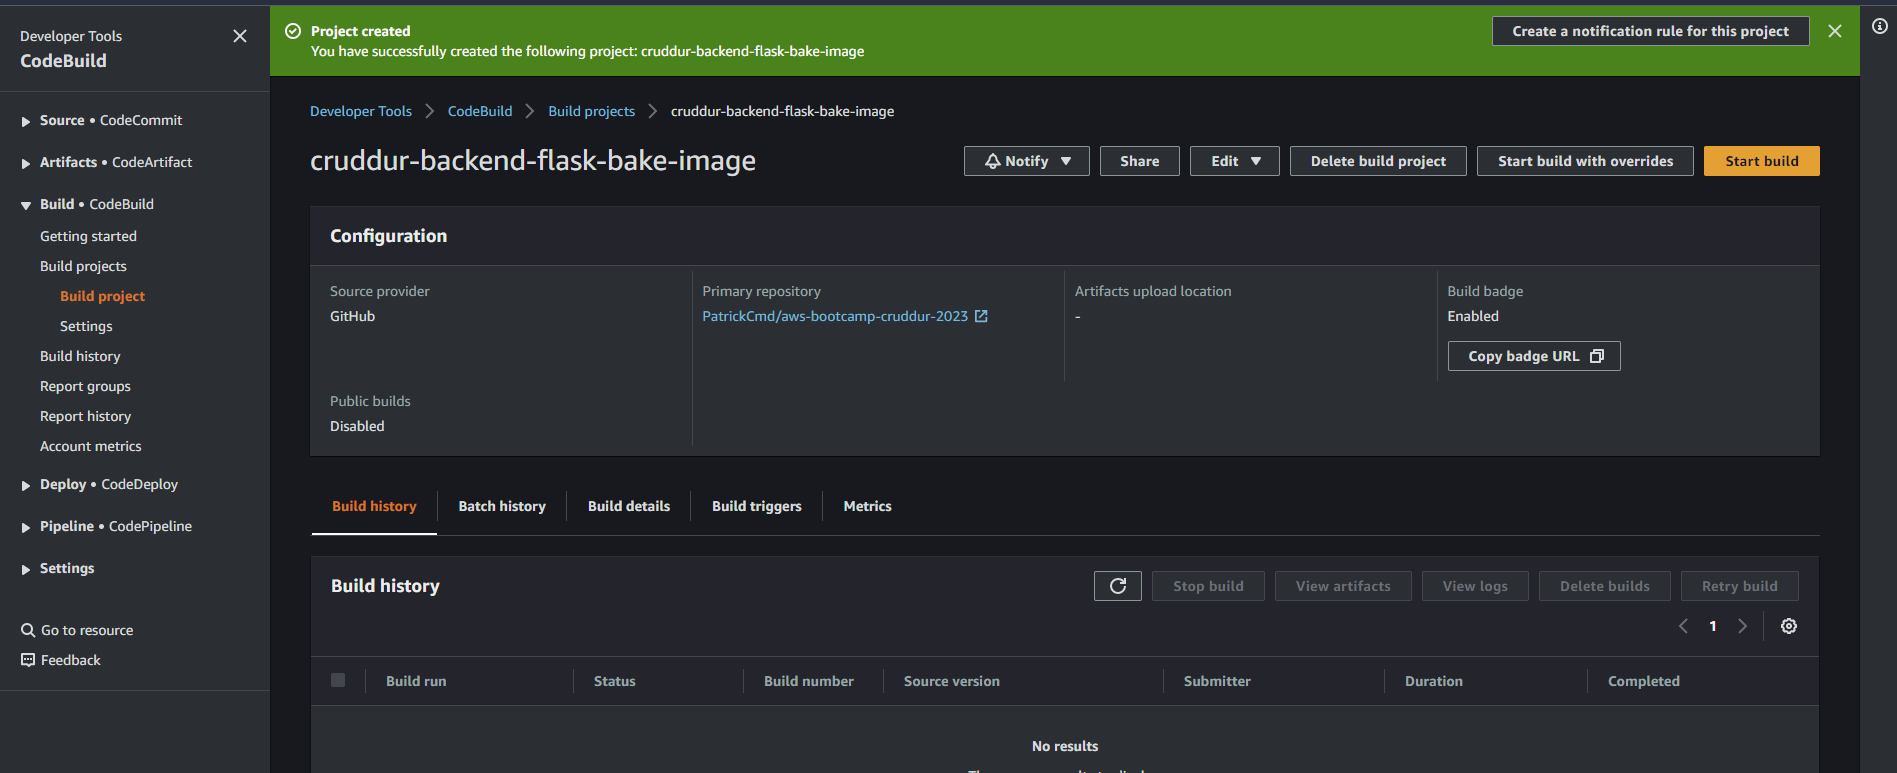 Developer Tools
CodeBuild
Source • CodeCommit
Artifacts • CodeArtifact
Build • CodeBuild
Getting started
Build projects
Build project
Settings
Build history
Report groups
Report history
Account metrics
Deploy • CodeDeploy
Pipeline • CodePipeline
Settings
Go to resource
Feedback
Project created
You have successfully created the following project: cruddur-backend-flask-bake-image
Create a notification rule for this project
Developer Tools CodeBuild Build projects cruddur-backend-flask-bake-image
cruddur-backend-flask-bake-image
Notify Share Edit Delete build project Start build with overrides Start build
Configuration
Source provider
GitHub
Primary repository
PatrickCmd/aws-bootcamp-cruddur-2023
Artifacts upload location
-
Build badge
Enabled
Copy badge URL
Public builds
Disabled
Build history Batch history Build details Build triggers Metrics
Build history
Stop build View artifacts View logs Delete builds Retry build
1
Build run Status Build number Source version Submitter Duration Completed
No results